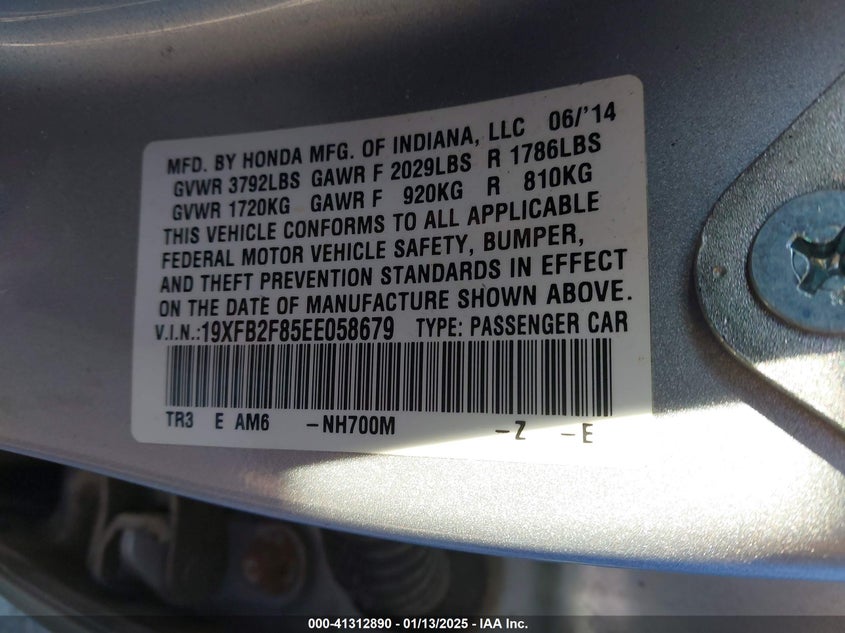 MFD. BY HONDA MFG. OF INDIANA, LLC 06/'14
GVWR 3792LBS GAWR F 2029LBS R 1786LBS
GVWR 1720KG GAWR F 920KG R 810KG
THIS VEHICLE CONFORMS TO ALL APPLICABLE
FEDERAL MOTOR VEHICLE SAFETY, BUMPER,
AND THEFT PREVENTION STANDARDS IN EFFECT
ON THE DATE OF MANUFACTURE SHOWN ABOVE.
V.I.N.:19XFB2F85EE058679 TYPE: PASSENGER CAR
TR3 E AM6 -NH700M -Z -E
000-41312890 - 01/13/2025 - IAA Inc.